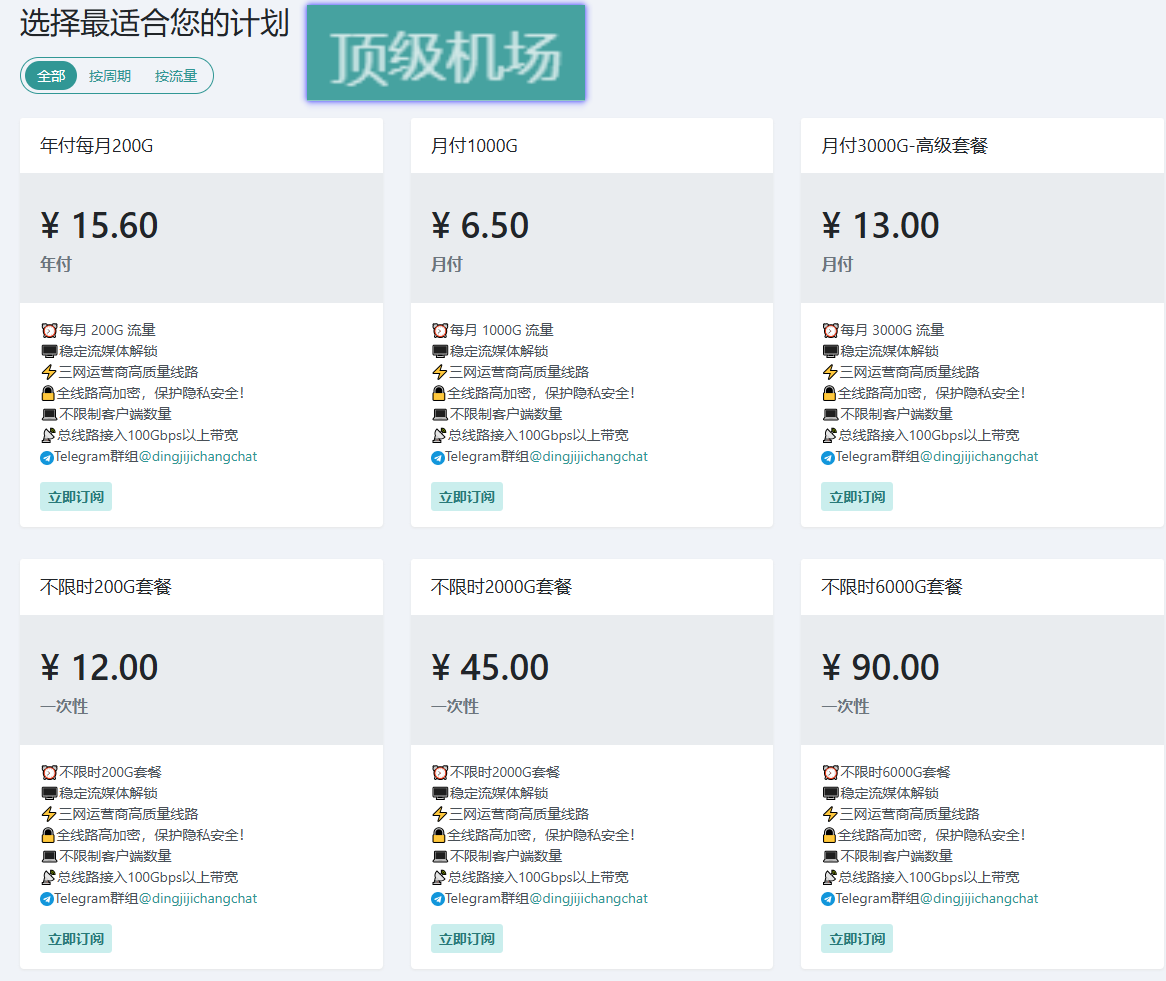 选择最适合您的计划
顶级机场
全部 按周期 按流量
年付每月200G
¥ 15.60
年付
每月 200G 流量
稳定流媒体解锁
三网运营商高质量线路
全线路高加密，保护隐私安全！
不限制客户端数量
总线路接入100Gbps以上带宽
Telegram群组@dingjijichangchat
立即订阅
月付1000G
¥ 6.50
月付
每月 1000G 流量
稳定流媒体解锁
三网运营商高质量线路
全线路高加密，保护隐私安全！
不限制客户端数量
总线路接入100Gbps以上带宽
Telegram群组@dingjijichangchat
立即订阅
月付3000G-高级套餐
¥ 13.00
月付
每月 3000G 流量
稳定流媒体解锁
三网运营商高质量线路
全线路高加密，保护隐私安全！
不限制客户端数量
总线路接入100Gbps以上带宽
Telegram群组@dingjijichangchat
立即订阅
不限时200G套餐
¥ 12.00
一次性
不限时200G套餐
稳定流媒体解锁
三网运营商高质量线路
全线路高加密，保护隐私安全！
不限制客户端数量
总线路接入100Gbps以上带宽
Telegram群组@dingjijichangchat
立即订阅
不限时2000G套餐
¥ 45.00
一次性
不限时2000G套餐
稳定流媒体解锁
三网运营商高质量线路
全线路高加密，保护隐私安全！
不限制客户端数量
总线路接入100Gbps以上带宽
Telegram群组@dingjijichangchat
立即订阅
不限时6000G套餐
¥ 90.00
一次性
不限时6000G套餐
稳定流媒体解锁
三网运营商高质量线路
全线路高加密，保护隐私安全！
不限制客户端数量
总线路接入100Gbps以上带宽
Telegram群组@dingjijichangchat
立即订阅